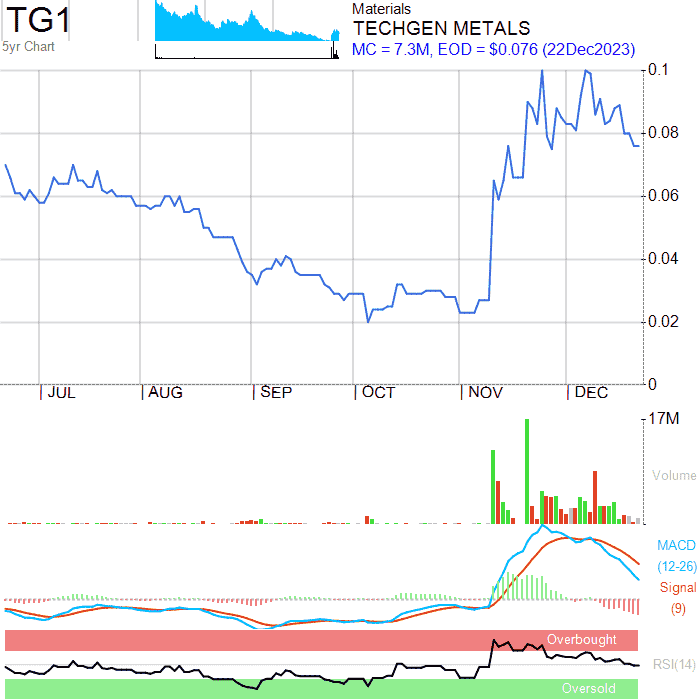 TG1
5yr Chart
Materials
TECHGEN METALS
MC = 7.3M, EOD = $0.076 (22Dec2023)
0.1
0.08
0.06
0.04
0.02
0
JUL AUG SEP OCT NOV DEC
17M
Volume
MACD
(12-26)
Signal
(9)
Overbought
RSI(14)
Oversold